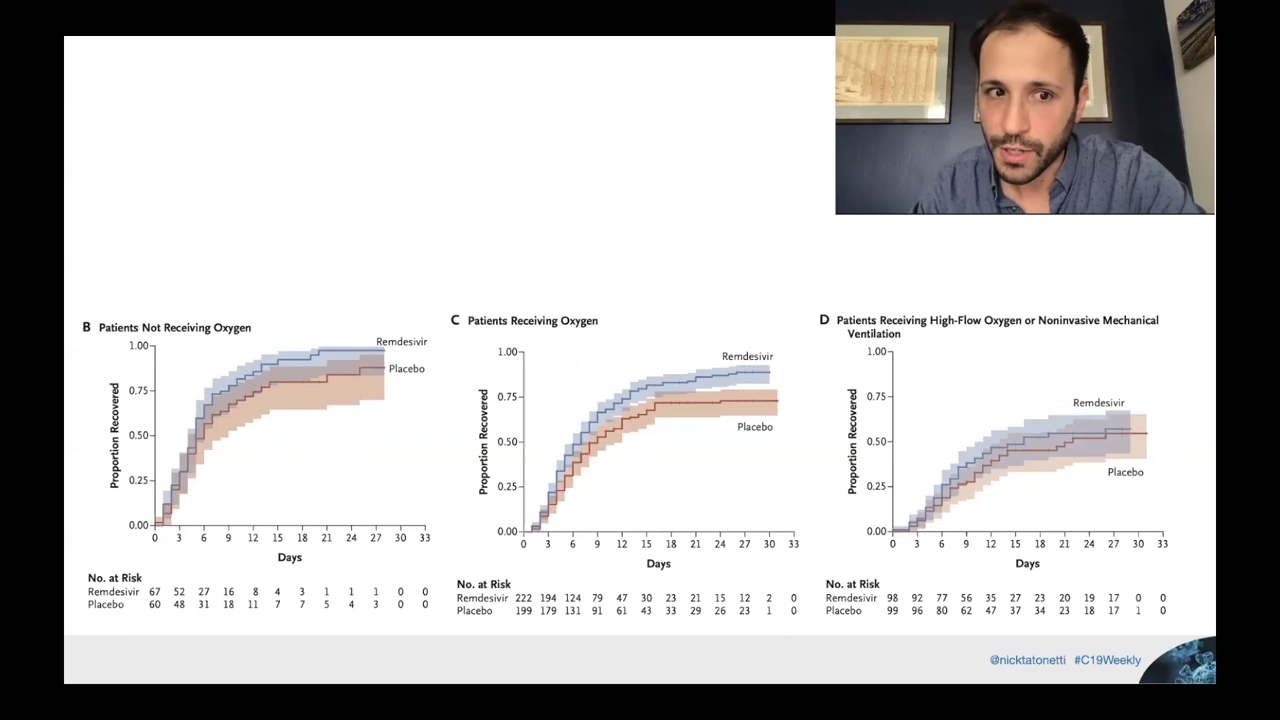 B Patients Not Receiving Oxygen
1.00
0.75
0.50
0.25
0.00
Proportion Recovered
Remdesivir
Placebo
0 3 6 9 12 15 18 21 24 27 30 33
Days
No. at Risk
Remdesivir 67 52 27 16 8 4 3 1 1 1 0 0
Placebo 60 48 31 18 11 7 7 5 4 3 0 0
C Patients Receiving Oxygen
1.00
0.75
0.50
0.25
0.00
Proportion Recovered
Remdesivir
Placebo
0 3 6 9 12 15 18 21 24 27 30 33
Days
No. at Risk
Remdesivir 222 194 124 79 47 30 23 21 15 12 2 0
Placebo 199 179 131 91 61 43 33 29 26 23 1 0
D Patients Receiving High-Flow Oxygen or Noninvasive Mechanical
Ventilation
1.00
0.75
0.50
0.25
0.00
Proportion Recovered
Remdesivir
Placebo
0 3 6 9 12 15 18 21 24 27 30 33
Days
No. at Risk
Remdesivir 98 92 77 56 35 27 23 20 19 17 0 0
Placebo 99 96 80 62 47 37 34 23 18 17 1 0
@nicktatonetti #C19Weekly